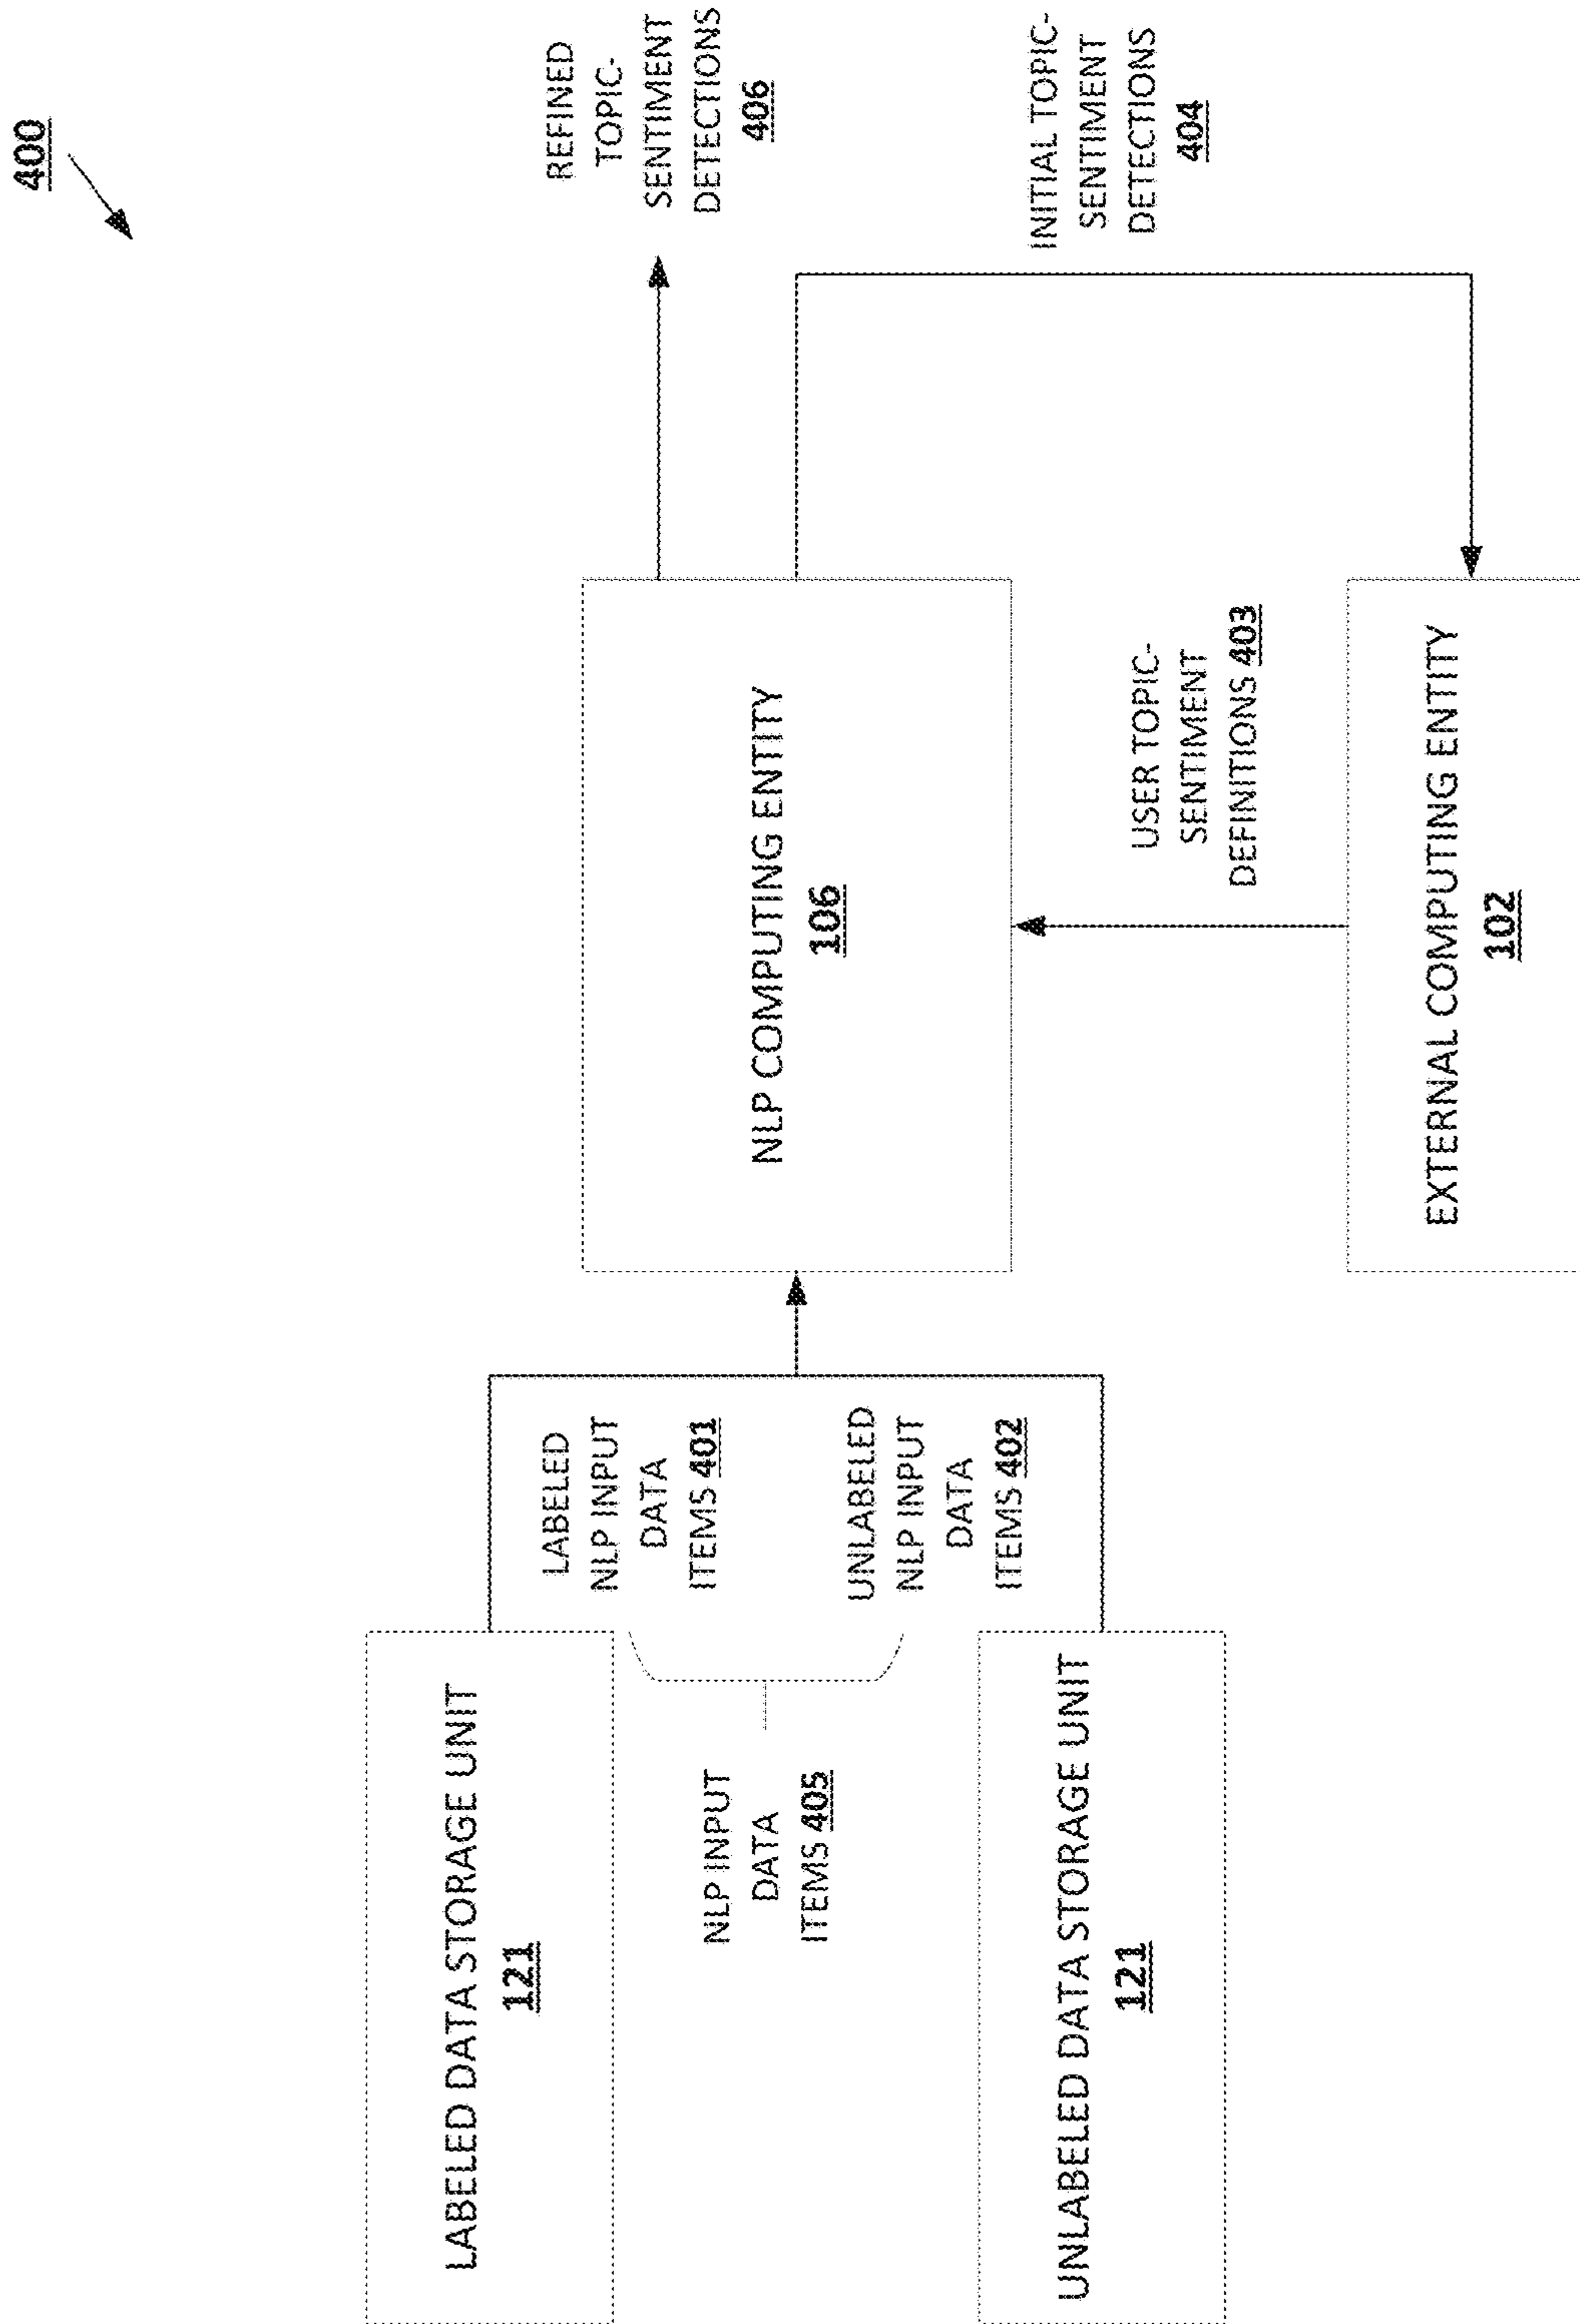 400
LABELED DATA STORAGE UNIT
121
NLP INPUT
DATA
ITEMS 405
UNLABELED DATA STORAGE UNIT
121
LABELED
NLP INPUT
DATA
ITEMS 401
UNLABELED
NLP INPUT
DATA
ITEMS 402
NLP COMPUTING ENTITY
106
USER TOPIC-
SENTIMENT
DEFINITIONS 403
EXTERNAL COMPUTING ENTITY
102
REFINED
TOPIC-
SENTIMENT
DETECTIONS
406
INITIAL TOPIC-
SENTIMENT
DETECTIONS
404